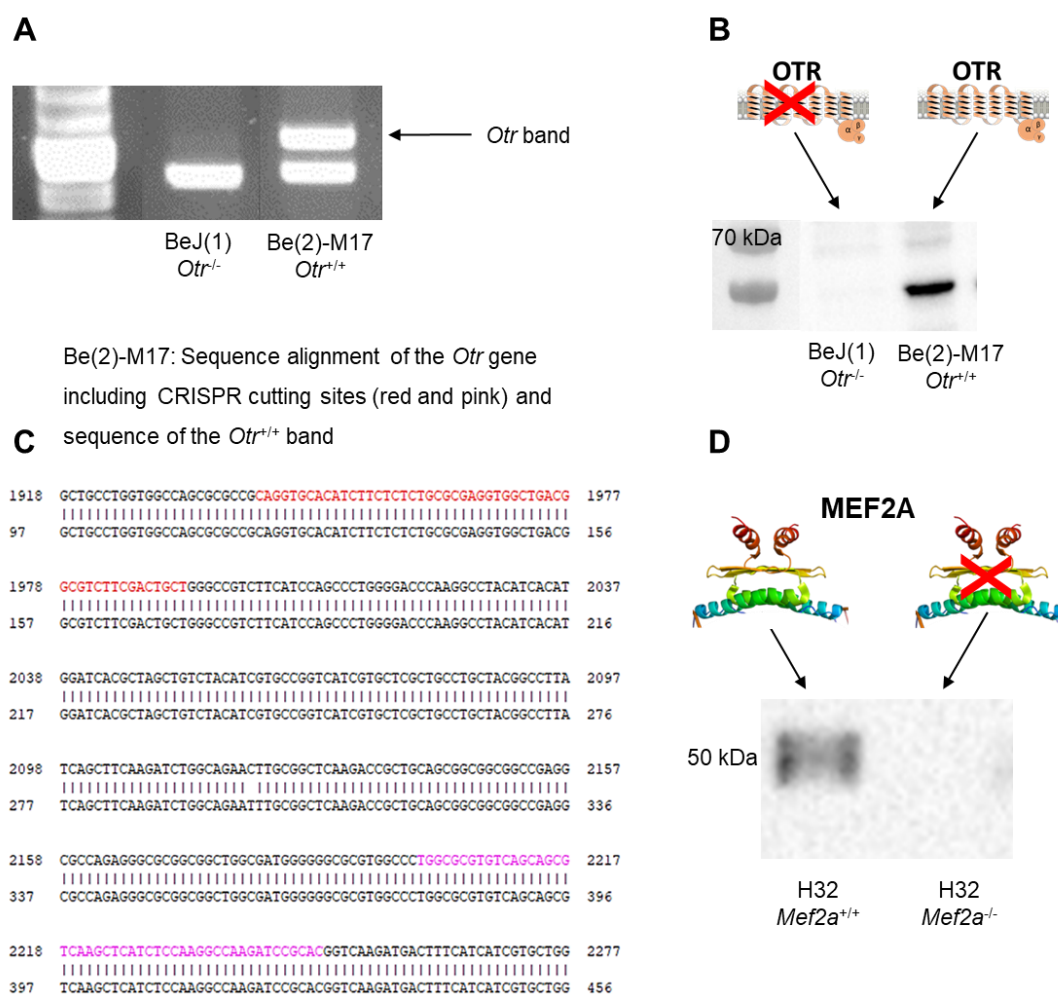 A
Otr band
BeJ(1)
Otr-/-
Be(2)-M17
Otr+/+
B
OTR
OTR
α
β
γ
α
β
γ
70 kDa
BeJ(1)
Otr-/-
Be(2)-M17
Otr+/+
Be(2)-M17: Sequence alignment of the Otr gene
including CRISPR cutting sites (red and pink) and
sequence of the Otr+/+ band
C
1918 GCTGCCTGGTGGCCAGCGCGCCGCAGGTGCACATCTTCTCTCTGCGCGAGGTGGCTGACG 1977
||||||||||||||||||||||||||||||||||||||||||||||||||||||||||||
97 GCTGCCTGGTGGCCAGCGCGCCGCAGGTGCACATCTTCTCTCTGCGCGAGGTGGCTGACG 156
1978 GCGTCTTCGACTGCTGGGCCGTCTTCATCCAGCCCTGGGGACCCAAGGCCTACATCACAT 2037
||||||||||||||||||||||||||||||||||||||||||||||||||||||||||||
157 GCGTCTTCGACTGCTGGGCCGTCTTCATCCAGCCCTGGGGACCCAAGGCCTACATCACAT 216
2038 GGATCACGCTAGCTGTCTACATCGTGCCGGTCATCGTGCTCGCTGCCTGCTACGGCCTTA 2097
||||||||||||||||||||||||||||||||||||||||||||||||||||||||||||
217 GGATCACGCTAGCTGTCTACATCGTGCCGGTCATCGTGCTCGCTGCCTGCTACGGCCTTA 276
2098 TCAGCTTCAAGATCTGGCAGAACTTGCGGCTCAAGACCGCTGCAGCGGCGGCGGCCGAGG 2157
|||||||||||||||||||||| |||||||||||||||||||||||||||||||||||||
277 TCAGCTTCAAGATCTGGCAGAATTTGCGGCTCAAGACCGCTGCAGCGGCGGCGGCCGAGG 336
2158 CGCCAGAGGGCGCGGCGGCTGGCGATGGGGGGCGCGTGGCCCTGGCGCGTGTCAGCAGCG 2217
||||||||||||||||||||||||||||||||||||||||||||||||||||||||||||
337 CGCCAGAGGGCGCGGCGGCTGGCGATGGGGGGCGCGTGGCCCTGGCGCGTGTCAGCAGCG 396
2218 TCAAGCTCATCTCCAAGGCCAAGATCCGCACGGTCAAGATGACTTTCATCATCGTGCTGG 2277
||||||||||||||||||||||||||||||||||||||||||||||||||||||||||||
397 TCAAGCTCATCTCCAAGGCCAAGATCCGCACGGTCAAGATGACTTTCATCATCGTGCTGG 456
D
MEF2A
50 kDa
H32
Mef2a+/+
H32
Mef2a-/-